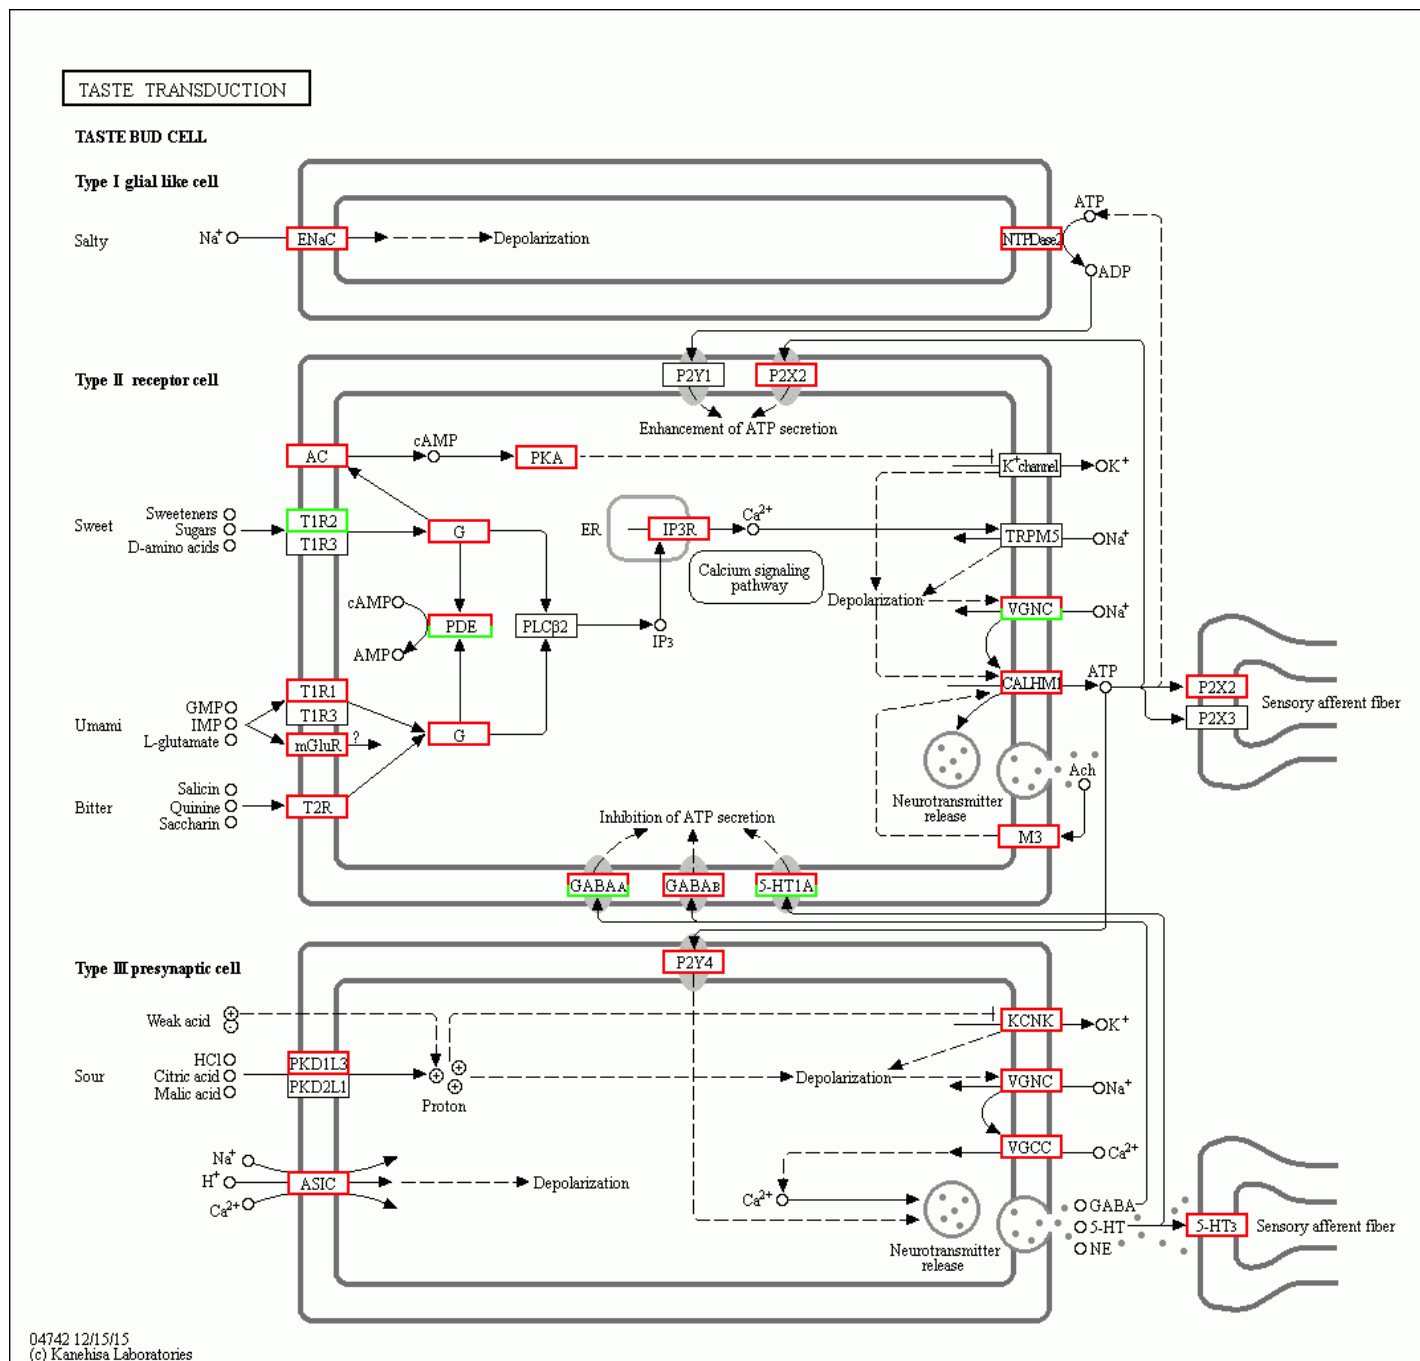 TASTE TRANSDUCTION
TASTE BUD CELL
Type I glial like cell
Salty
Na+
ENaC
Depolarization
NTPDase2
ATP
ADP
Type II receptor cell
P2Y1
P2X2
Enhancement of ATP secretion
AC
cAMP
PKA
K+ channel
K+
Sweet
Sweeteners
Sugars
D-amino acids
T1R2
T1R3
G
ER
IP3R
Ca2+
TRPM5
Na+
Calcium signaling
pathway
cAMP
AMP
PDE
PLCβ2
IP3
Depolarization
VGNC
Na+
CALHM1
ATP
P2X2
P2X3
Sensory afferent fiber
Umami
GMP
IMP
L-glutamate
T1R1
T1R3
mGluR
?
G
Bitter
Salicin
Quinine
Saccharin
T2R
Neurotransmitter
release
Ach
M3
Inhibition of ATP secretion
GABAA
GABAB
5-HT1A
Type III presynaptic cell
P2Y4
Weak acid
+
-
KCNK
K+
Sour
HCl
Citric acid
Malic acid
PKD1L3
PKD2L1
+
+
+
Proton
Depolarization
VGNC
Na+
VGCC
Ca2+
Na+
H+
Ca2+
ASIC
Depolarization
Ca2+
Neurotransmitter
release
GABA
5-HT
NE
5-HT3
Sensory afferent fiber
04742 12/15/15
(c) Kanehisa Laboratories